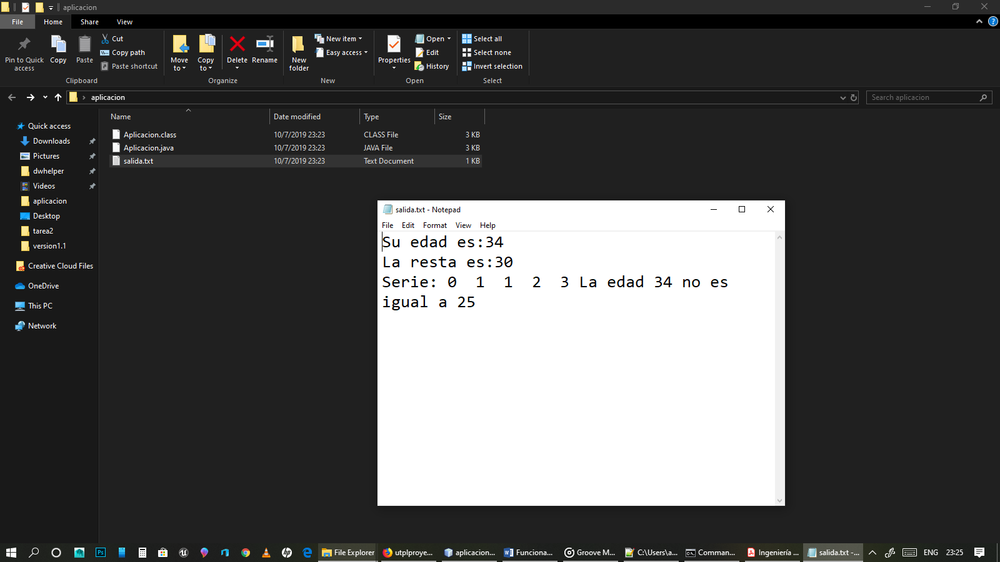 aplicacion
File Home Share View
Pin to Quick access
Copy
Paste
Cut
Copy path
Paste shortcut
Clipboard
Move to
Copy to
Delete
Rename
Organize
New folder
New item
Easy access
New
Properties
Open
Edit
History
Open
Select all
Select none
Invert selection
Select
aplicacion
Search aplicacion
Quick access
Downloads
Pictures
dwhelper
Videos
aplicacion
Desktop
tarea2
version1.1
Creative Cloud Files
OneDrive
This PC
Network
Name Date modified Type Size
Aplicacion.class 10/7/2019 23:23 CLASS File 3 KB
Aplicacion.java 10/7/2019 23:23 JAVA File 3 KB
salida.txt 10/7/2019 23:23 Text Document 1 KB
salida.txt - Notepad
File Edit Format View Help
Su edad es:34
La resta es:30
Serie: 0 1 1 2 3 La edad 34 no es
igual a 25
Ps
hp
File Explorer
utplproye...
aplicacion...
Funciona...
Groove M...
C:\Users\a...
Comman...
Ingeniería ...
salida.txt -...
ENG
23:25